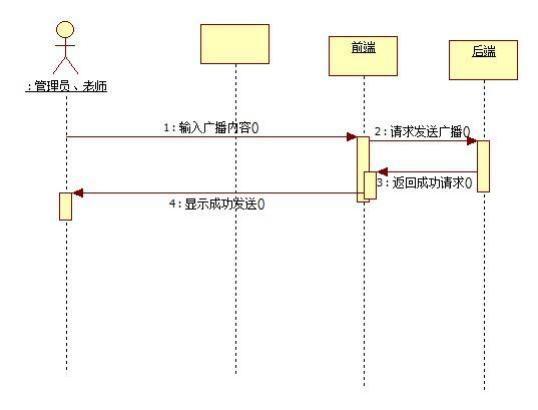 前端
后端
:管理员、老师
1:输入广播内容()
2:请求发送广播()
3:返回成功请求()
4:显示成功发送()